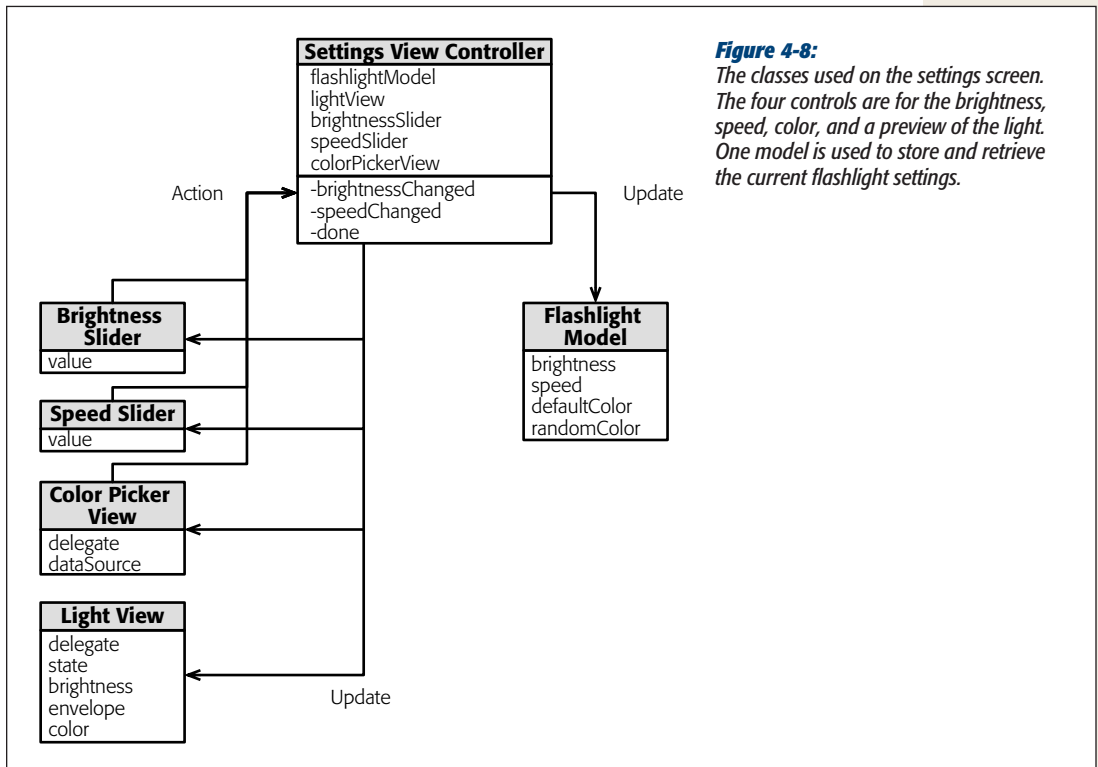 Settings View Controller
flashlightModel
lightView
brightnessSlider
speedSlider
colorPickerView
-brightnessChanged
-speedChanged
-done
Action
Update
Brightness
Slider
value
Speed Slider
value
Color Picker
View
delegate
dataSource
Light View
delegate
state
brightness
envelope
color
Update
Flashlight
Model
brightness
speed
defaultColor
randomColor
Figure 4-8:
The classes used on the settings screen.
The four controls are for the brightness,
speed, color, and a preview of the light.
One model is used to store and retrieve
the current flashlight settings.